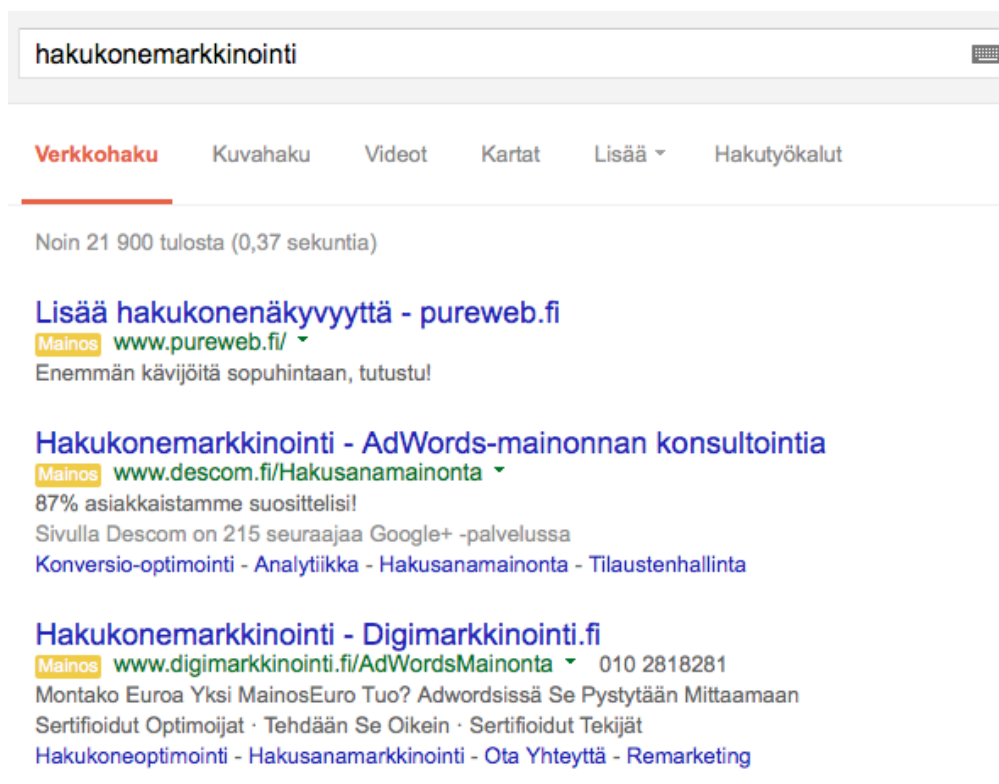 hakukonemarkkinointi
Verkkohaku Kuvahaku Videot Kartat Lisää Hakutyökalut
Noin 21 900 tulosta (0,37 sekuntia)
Lisää hakukonenäkyvyyttä - pureweb.fi
Mainos www.pureweb.fi/
Enemmän kävijöitä sopuhintaan, tutustu!
Hakukonemarkkinointi - AdWords-mainonnan konsultointia
Mainos www.descom.fi/Hakusanamainonta
87% asiakkaistamme suosittelisi!
Sivulla Descom on 215 seuraajaa Google+ -palvelussa
Konversio-optimointi - Analytiikka - Hakusanamainonta - Tilaustenhallinta
Hakukonemarkkinointi - Digimarkkinointi.fi
Mainos www.digimarkkinointi.fi/AdWordsMainonta 010 2818281
Montako Euroa Yksi MainosEuro Tuo? Adwordsissä Se Pystytään Mittaamaan
Sertifioidut Optimoijat · Tehdään Se Oikein · Sertifioidut Tekijät
Hakukoneoptimointi - Hakusanamarkkinointi - Ota Yhteyttä - Remarketing